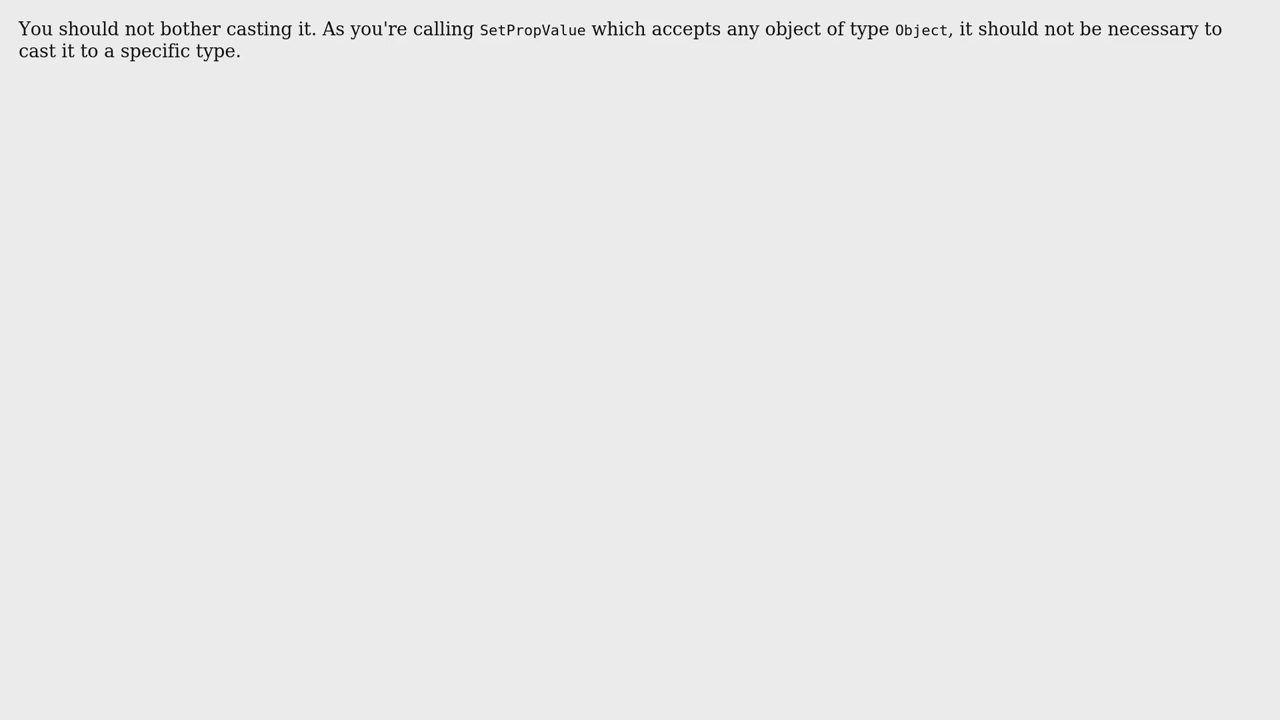 You should not bother casting it. As you're calling SetPropValue which accepts any object of type Object, it should not be necessary to
cast it to a specific type.